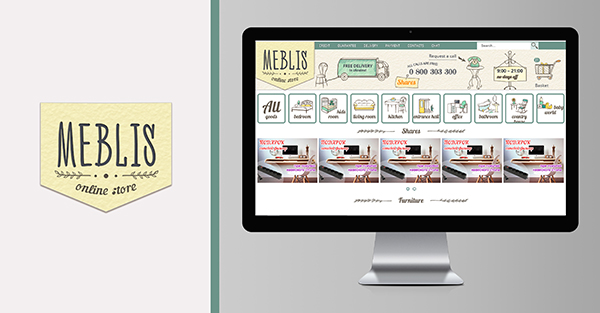 MEBLIS
online store
MEBLIS
online store
CREDIT GUARANTEE DELIVERY PAYMENT CONTACTS CHAT
Search...
FREE DELIVERY
Request a call
ALL CALLS ARE FREE
0 800 303 300
Shares
9:00 - 21:00
no days off
Basket
All
goods
bedroom
kids
room
living room
kitchen
entrance hall
office
bathroom
country
house
baby
world
Shares
Furniture